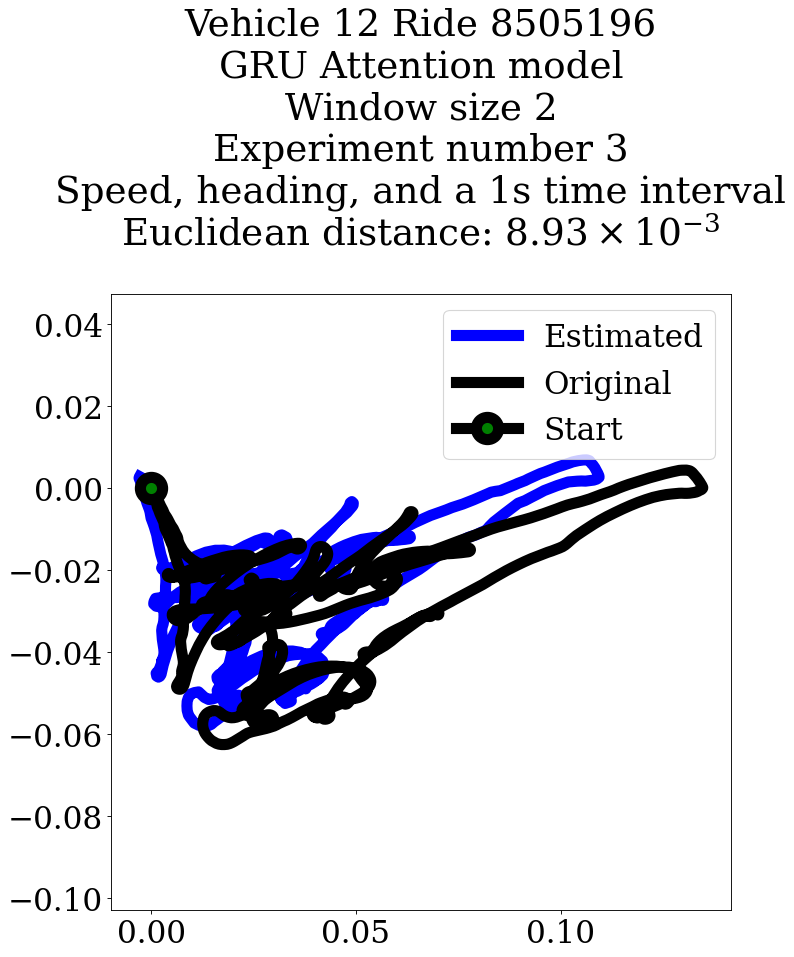 Vehicle 12 Ride 8505196
GRU Attention model
Window size 2
Experiment number 3
Speed, heading, and a 1s time interval
Euclidean distance: 8.93 × 10⁻³
Estimated
Original
Start
0.04
0.02
0.00
−0.02
−0.04
−0.06
−0.08
−0.10
0.00 0.05 0.10